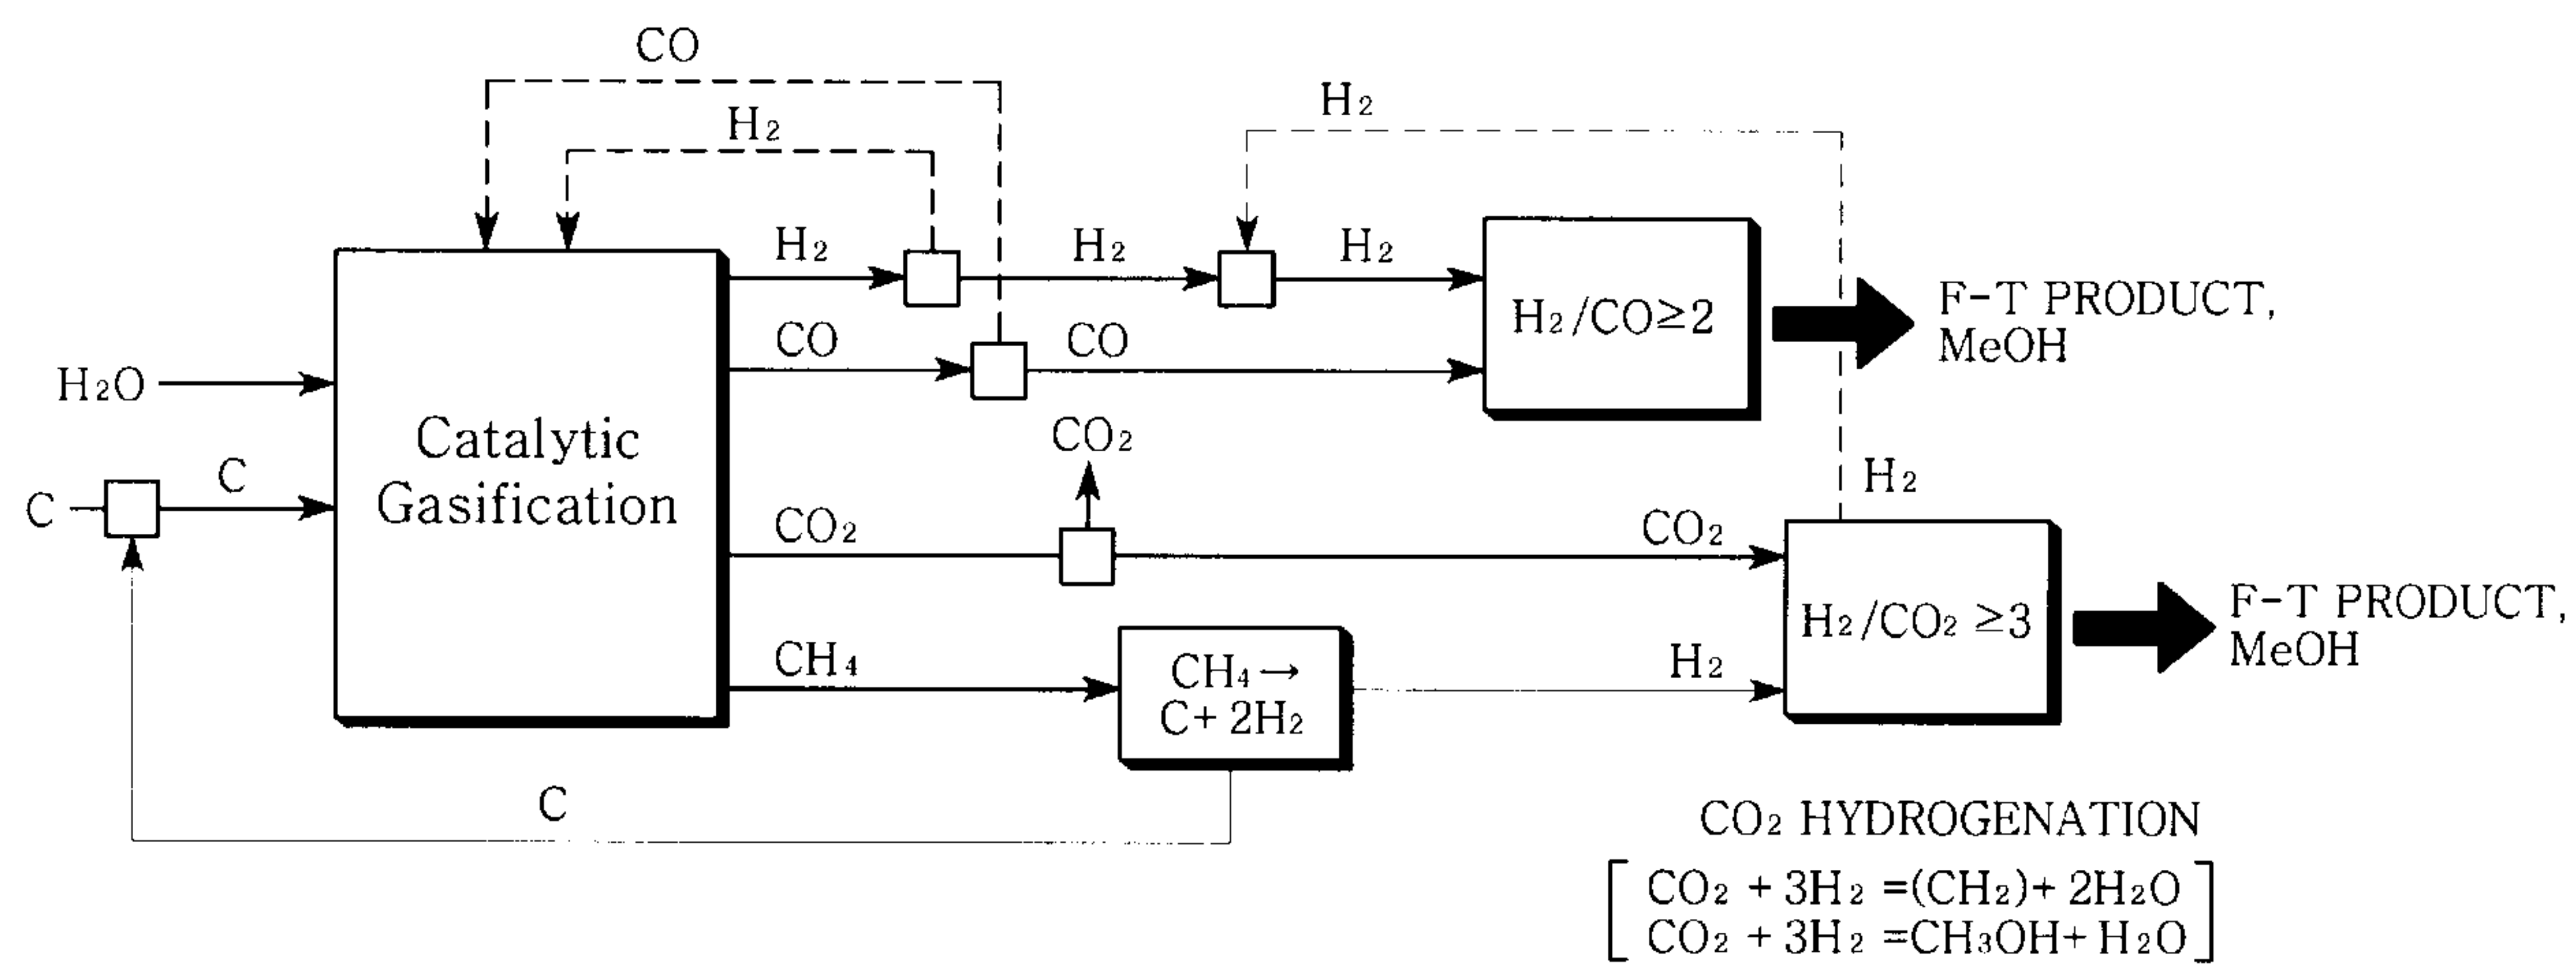 CO
H₂
H₂
H₂
H₂
H₂
H₂/CO≥2
F-T PRODUCT,
MeOH
CO
CO
H₂O
C
C
Catalytic
Gasification
CO₂
CO₂
CO₂
H₂
H₂/CO₂ ≥3
F-T PRODUCT,
MeOH
CH₄
CH₄→
C+ 2H₂
H₂
C
CO₂ HYDROGENATION
CO₂ + 3H₂ =(CH₂)+ 2H₂O
CO₂ + 3H₂ =CH₃OH+ H₂O